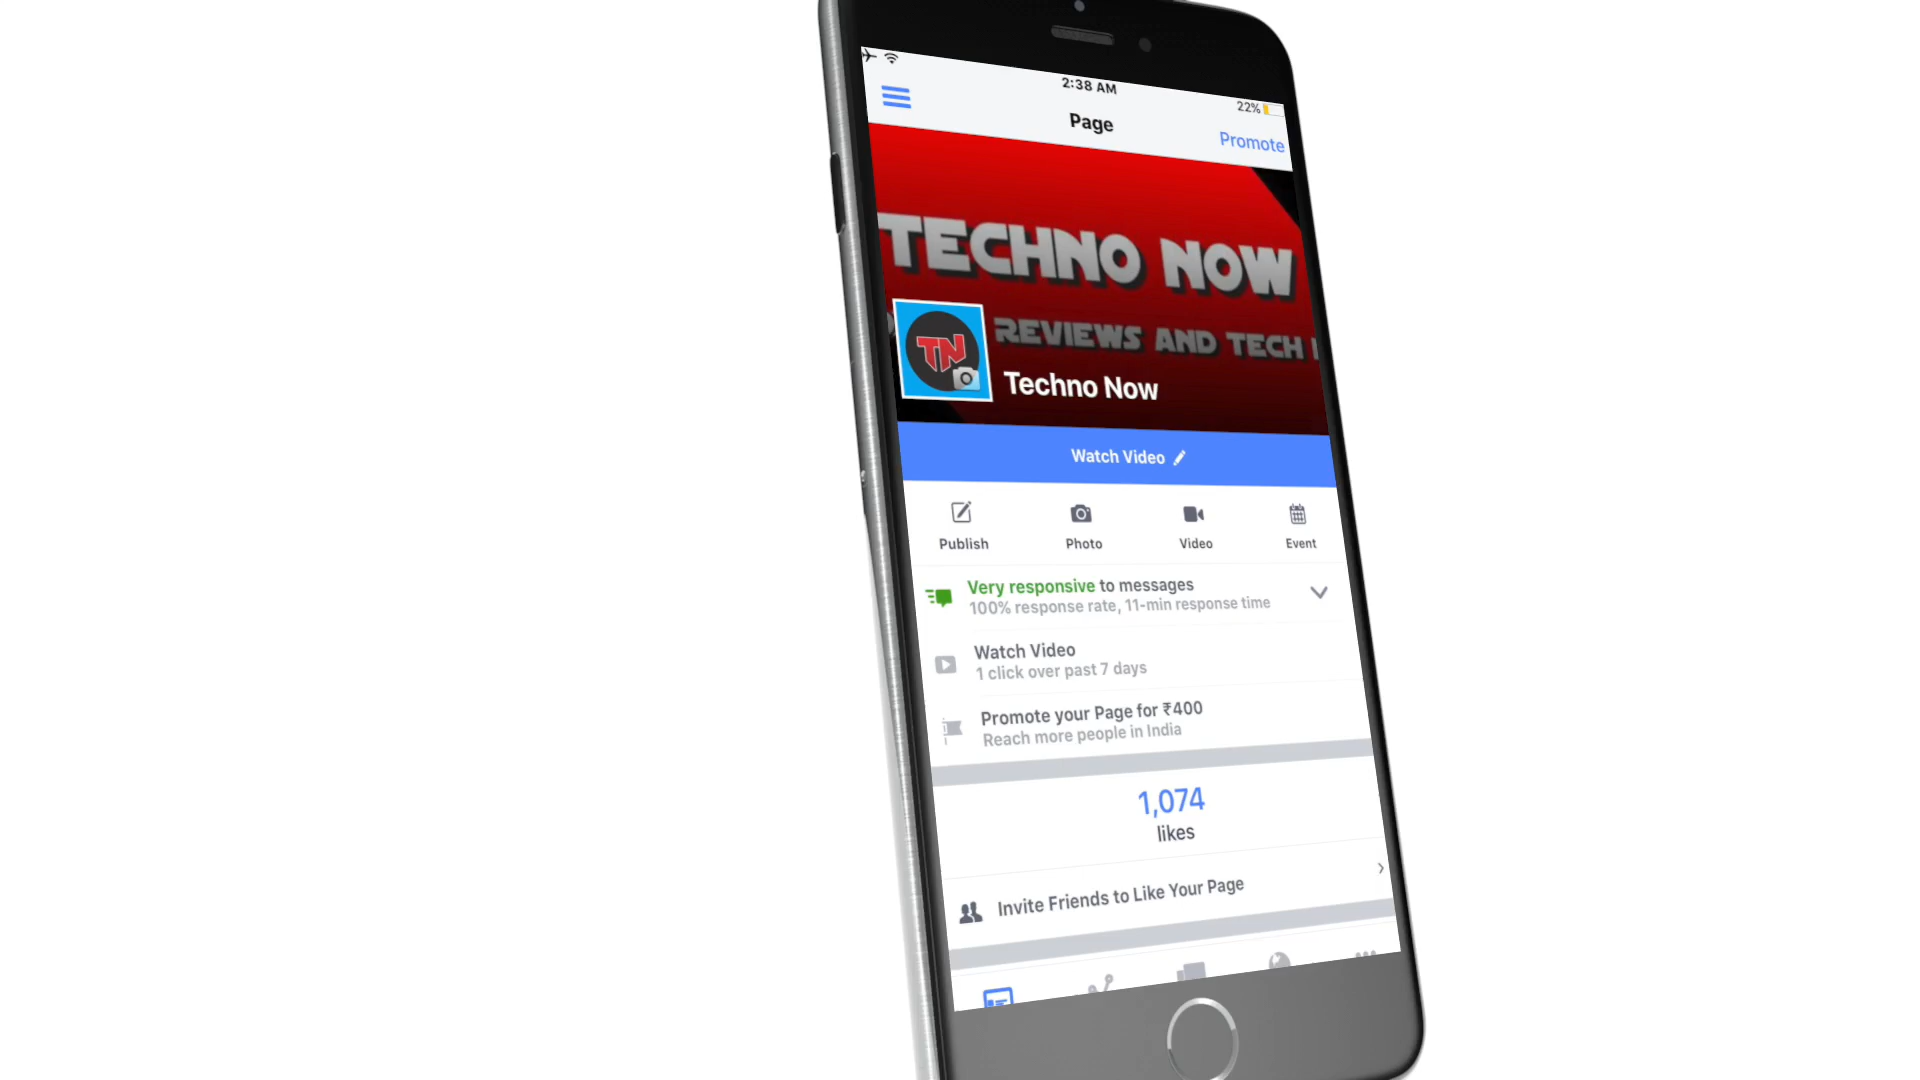 2:38 AM
22%
Page
Promote
TECHNO NOW
REVIEWS AND TECH
TN
Techno Now
Watch Video
Publish
Photo
Video
Event
Very responsive to messages
100% response rate, 11-min response time
Watch Video
1 click over past 7 days
Promote your Page for ₹400
Reach more people in India
1,074
likes
Invite Friends to Like Your Page